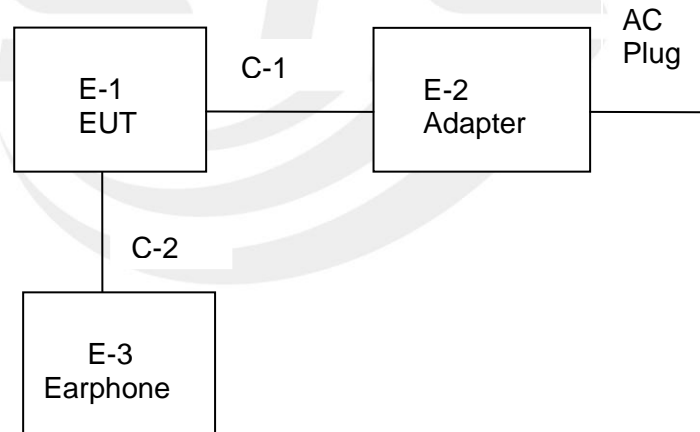 AC
Plug
C-1
E-1
EUT
E-2
Adapter
C-2
E-3
Earphone